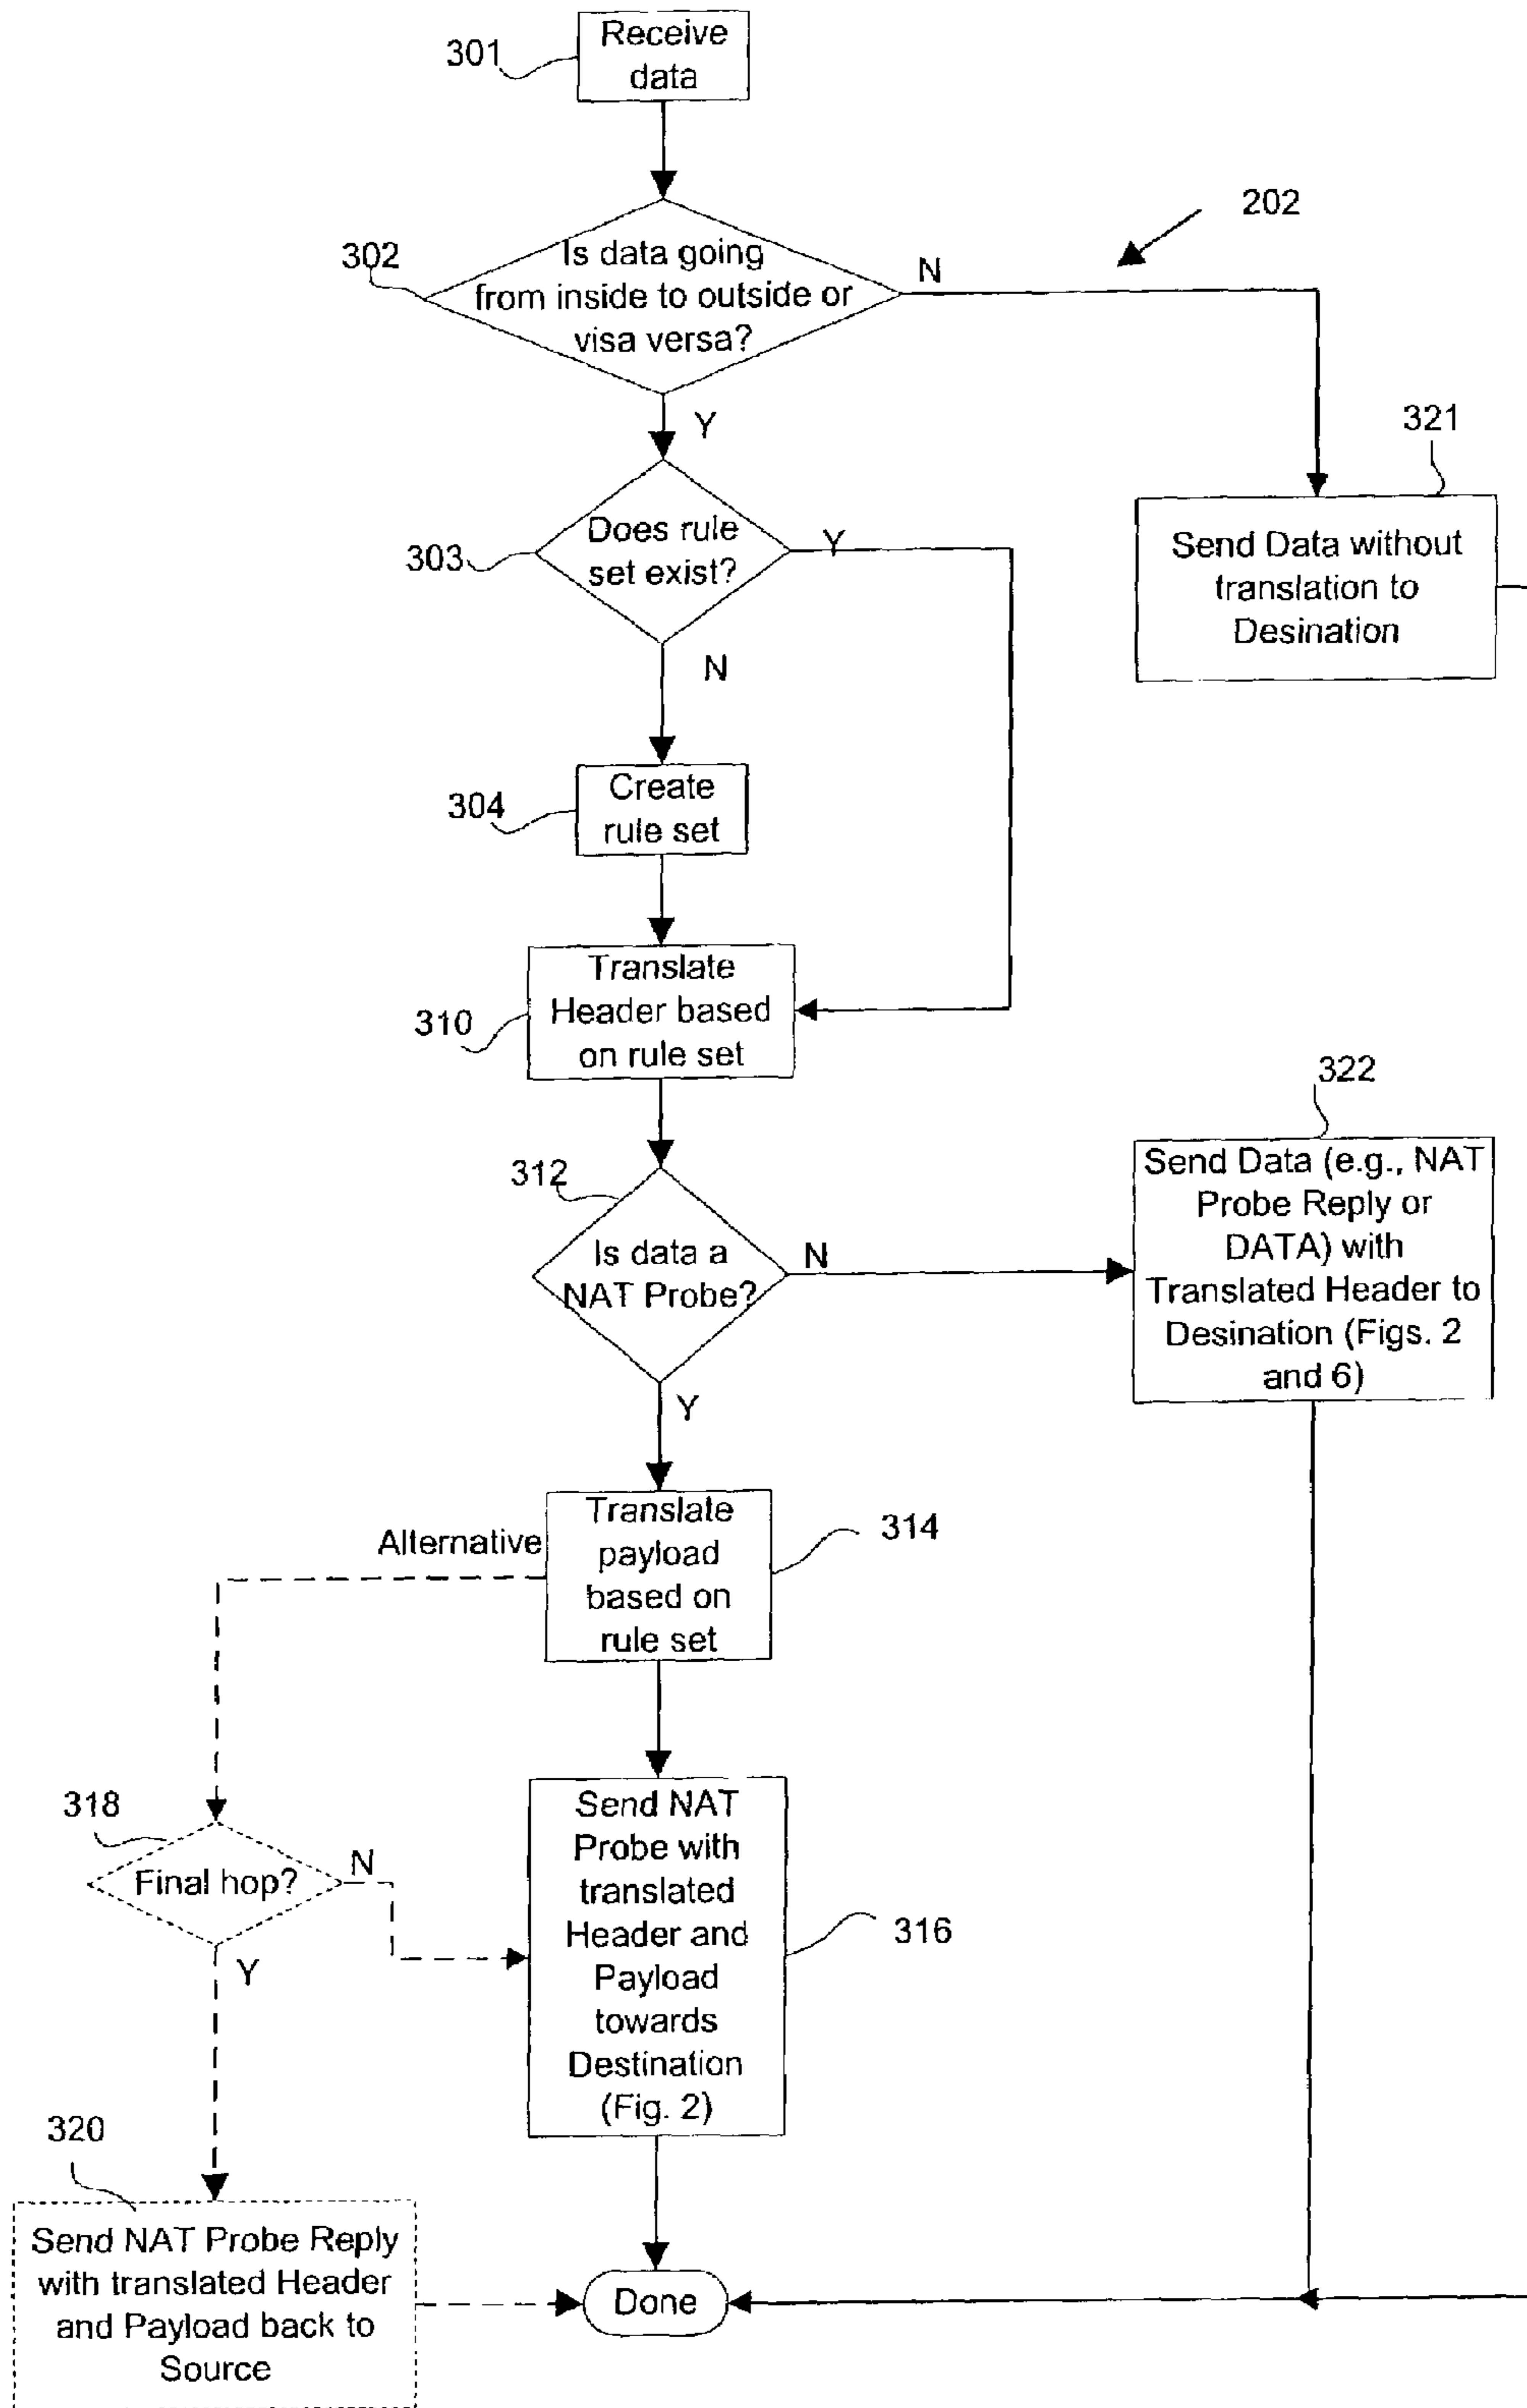 301
Receive
data
202
302
Is data going
from inside to outside or
visa versa?
N
Y
321
Send Data without
translation to
Desination
303
Does rule
set exist?
Y
N
304
Create
rule set
310
Translate
Header based
on rule set
322
Send Data (e.g., NAT
Probe Reply or
DATA) with
Translated Header to
Desination (Figs. 2
and 6)
312
Is data a
NAT Probe?
N
Y
Alternative
Translate
payload
based on
rule set
314
318
Final hop?
N
Y
Send NAT
Probe with
translated
Header and
Payload
towards
Destination
(Fig. 2)
316
320
Send NAT Probe Reply
with translated Header
and Payload back to
Source
Done